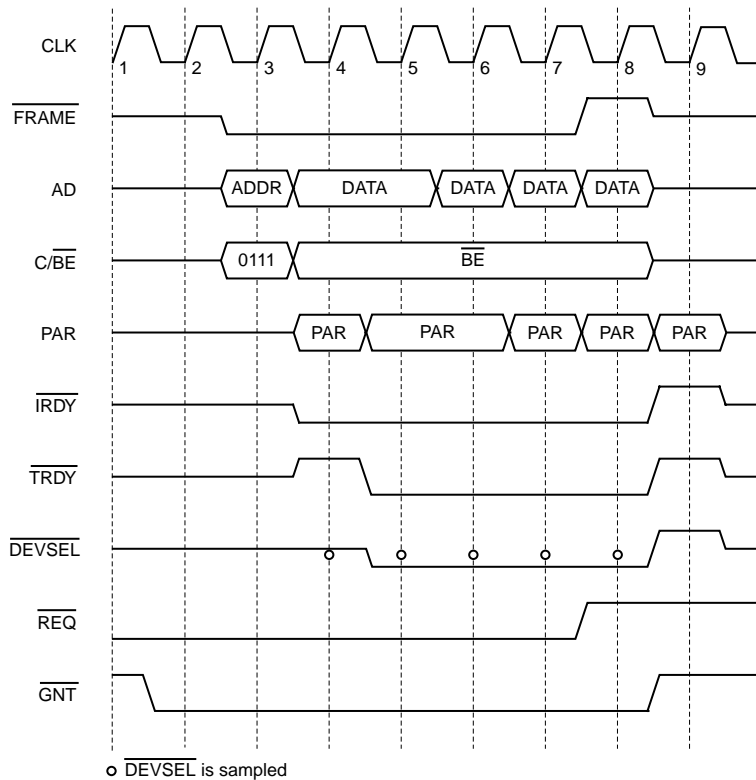 CLK
1 2 3 4 5 6 7 8 9
FRAME
AD ADDR DATA DATA DATA DATA
C/BE 0111 BE
PAR PAR PAR PAR PAR PAR
IRDY
TRDY
DEVSEL
REQ
GNT
DEVSEL is sampled